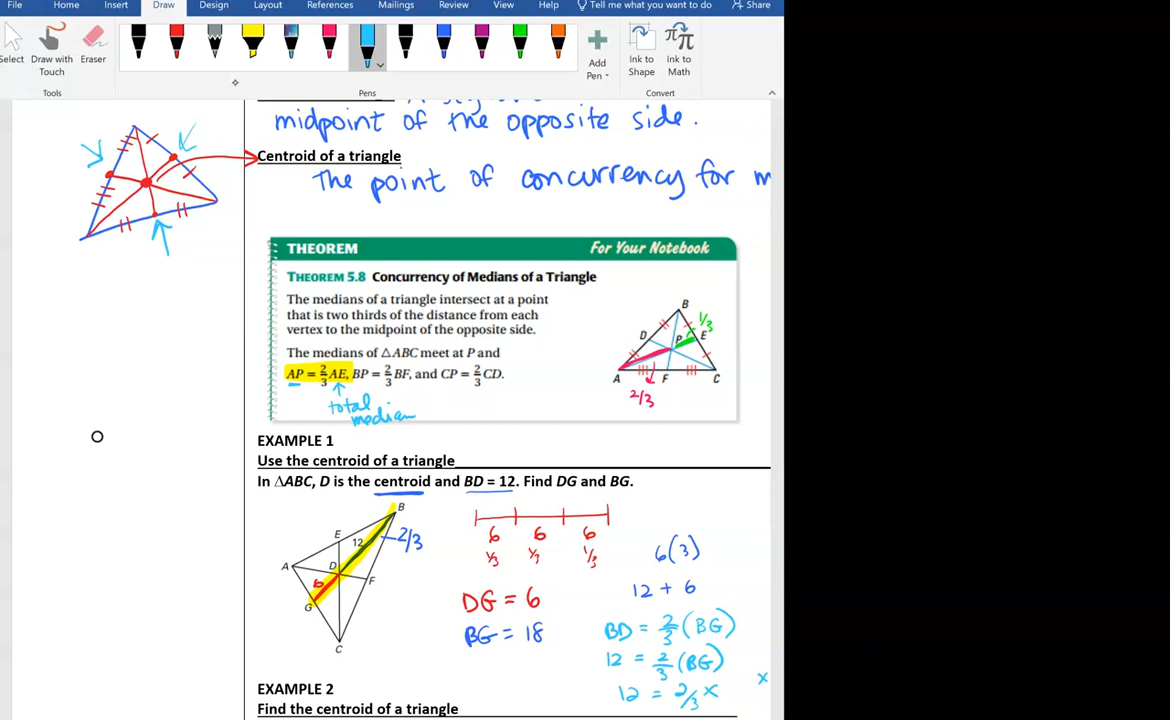 File Home Insert Draw Design Layout References Mailings Review View Help Tell me what you want to do Share
Select Draw with Touch Eraser Add Pen Ink to Shape Ink to Math
Tools Pens Convert
midpoint of the opposite side.
Centroid of a triangle
The point of concurrency for m
THEOREM For Your Notebook
THEOREM 5.8 Concurrency of Medians of a Triangle
The medians of a triangle intersect at a point
that is two thirds of the distance from each
vertex to the midpoint of the opposite side.
The medians of △ABC meet at P and
AP = 2/3 AE, BP = 2/3 BF, and CP = 2/3 CD.
total
median
B
1/3
D P E
A F C
2/3
EXAMPLE 1
Use the centroid of a triangle
In ΔABC, D is the centroid and BD = 12. Find DG and BG.
B
E 12 2/3
A D
6 F
G
C
6 6 6
1/3 1/3 1/3
DG = 6
BG = 18
6(3)
12 + 6
BD = 2/3 (BG)
12 = 2/3 (BG)
12 = 2/3 x x
EXAMPLE 2
Find the centroid of a triangle